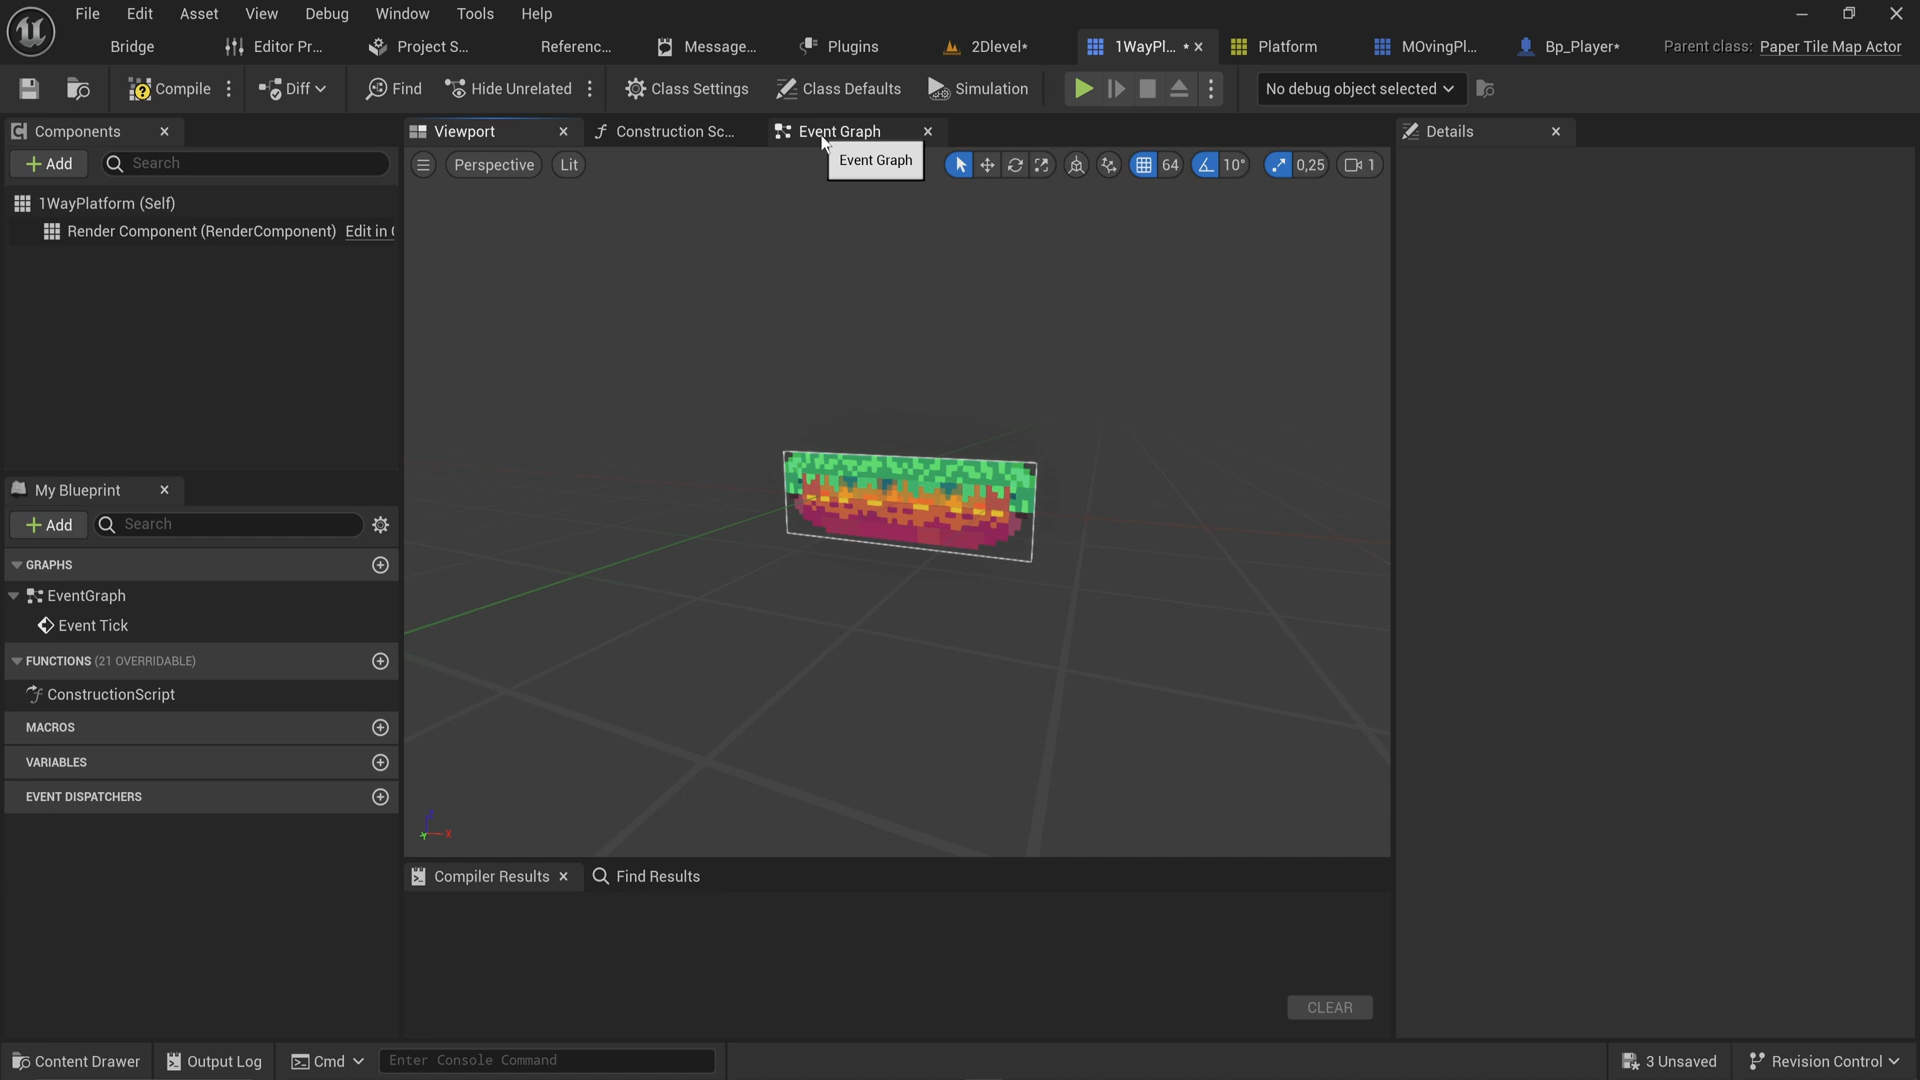 File Edit Asset View Debug Window Tools Help
Bridge Editor Pr... Project S... Referenc... Message... Plugins 2Dlevel* 1WayPl... * Platform MOvingPl... Bp_Player* Parent class: Paper Tile Map Actor
Compile Diff Find Hide Unrelated Class Settings Class Defaults Simulation No debug object selected
Components Viewport Construction Sc... Event Graph Details
Add Search Perspective Lit Event Graph 64 10° 0,25 1
1WayPlatform (Self)
Render Component (RenderComponent) Edit in
My Blueprint
Add Search
GRAPHS
EventGraph
Event Tick
FUNCTIONS (21 OVERRIDABLE)
ConstructionScript
MACROS
VARIABLES
EVENT DISPATCHERS
X
Compiler Results Find Results
CLEAR
Content Drawer Output Log Cmd Enter Console Command 3 Unsaved Revision Control